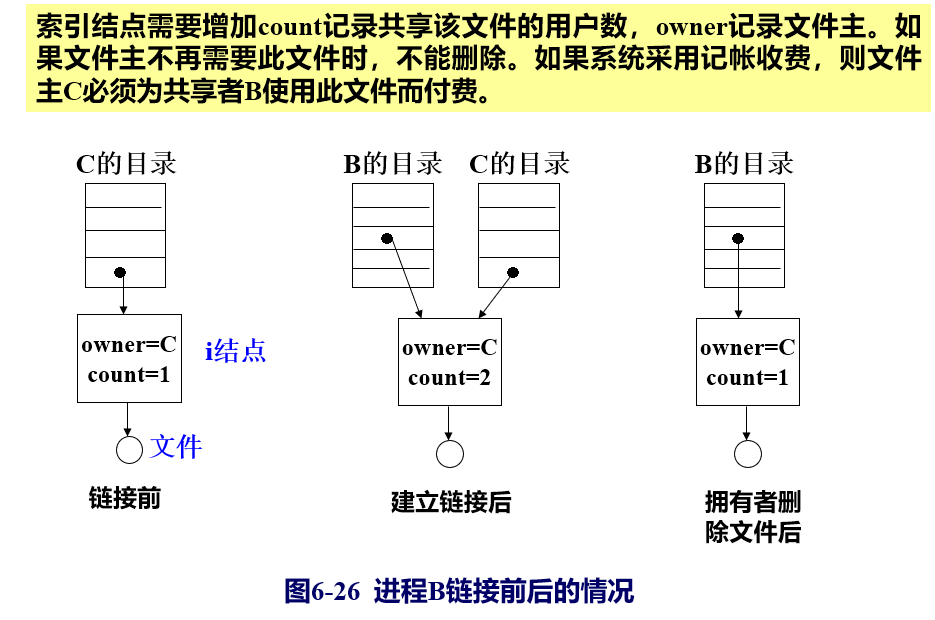 索引结点需要增加count记录共享该文件的用户数，owner记录文件主。如
果文件主不再需要此文件时，不能删除。如果系统采用记帐收费，则文件
主C必须为共享者B使用此文件而付费。
C的目录
B的目录
C的目录
B的目录
owner=C
count=1
i结点
owner=C
count=2
owner=C
count=1
文件
链接前
建立链接后
拥有者删
除文件后
图6-26 进程B链接前后的情况